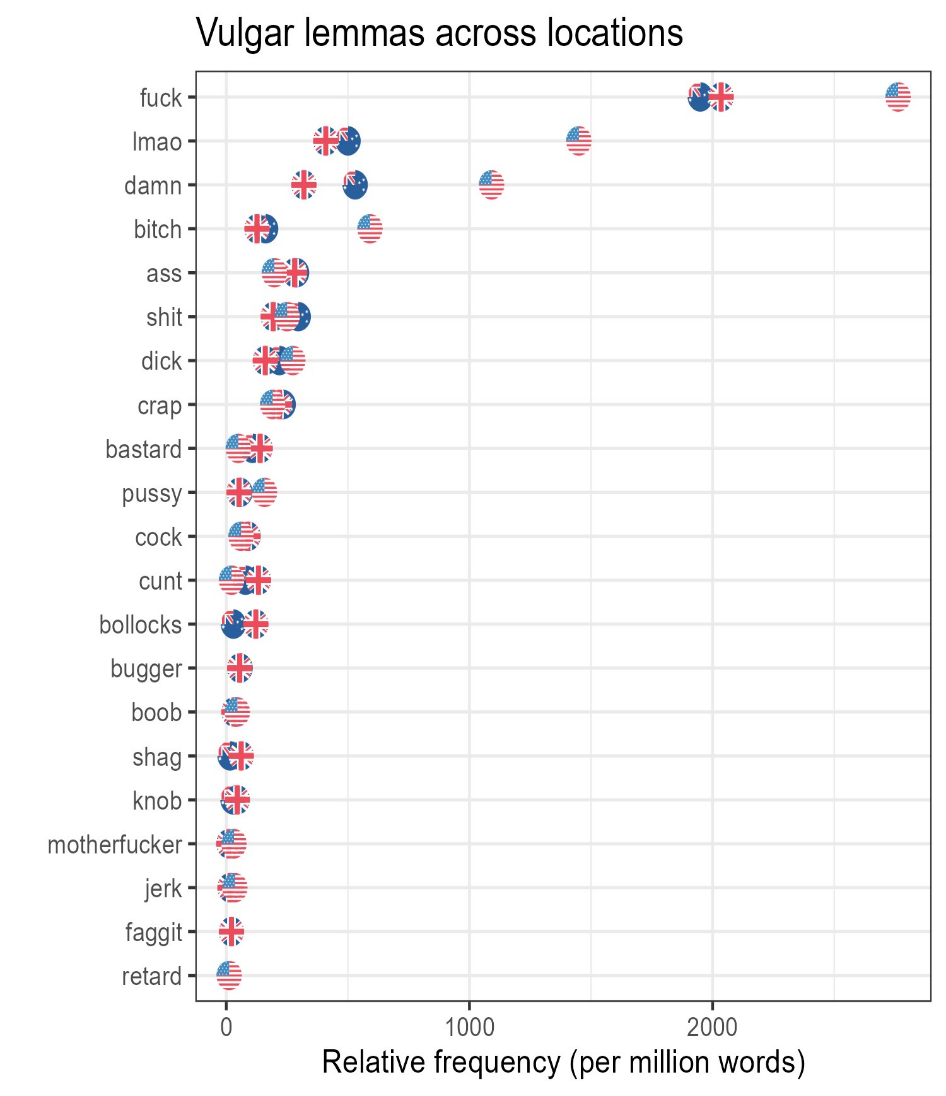 Vulgar lemmas across locations
fuck
lmao
damn
bitch
ass
shit
dick
crap
bastard
pussy
cock
cunt
bollocks
bugger
boob
shag
knob
motherfucker
jerk
faggit
retard
0 1000 2000
Relative frequency (per million words)